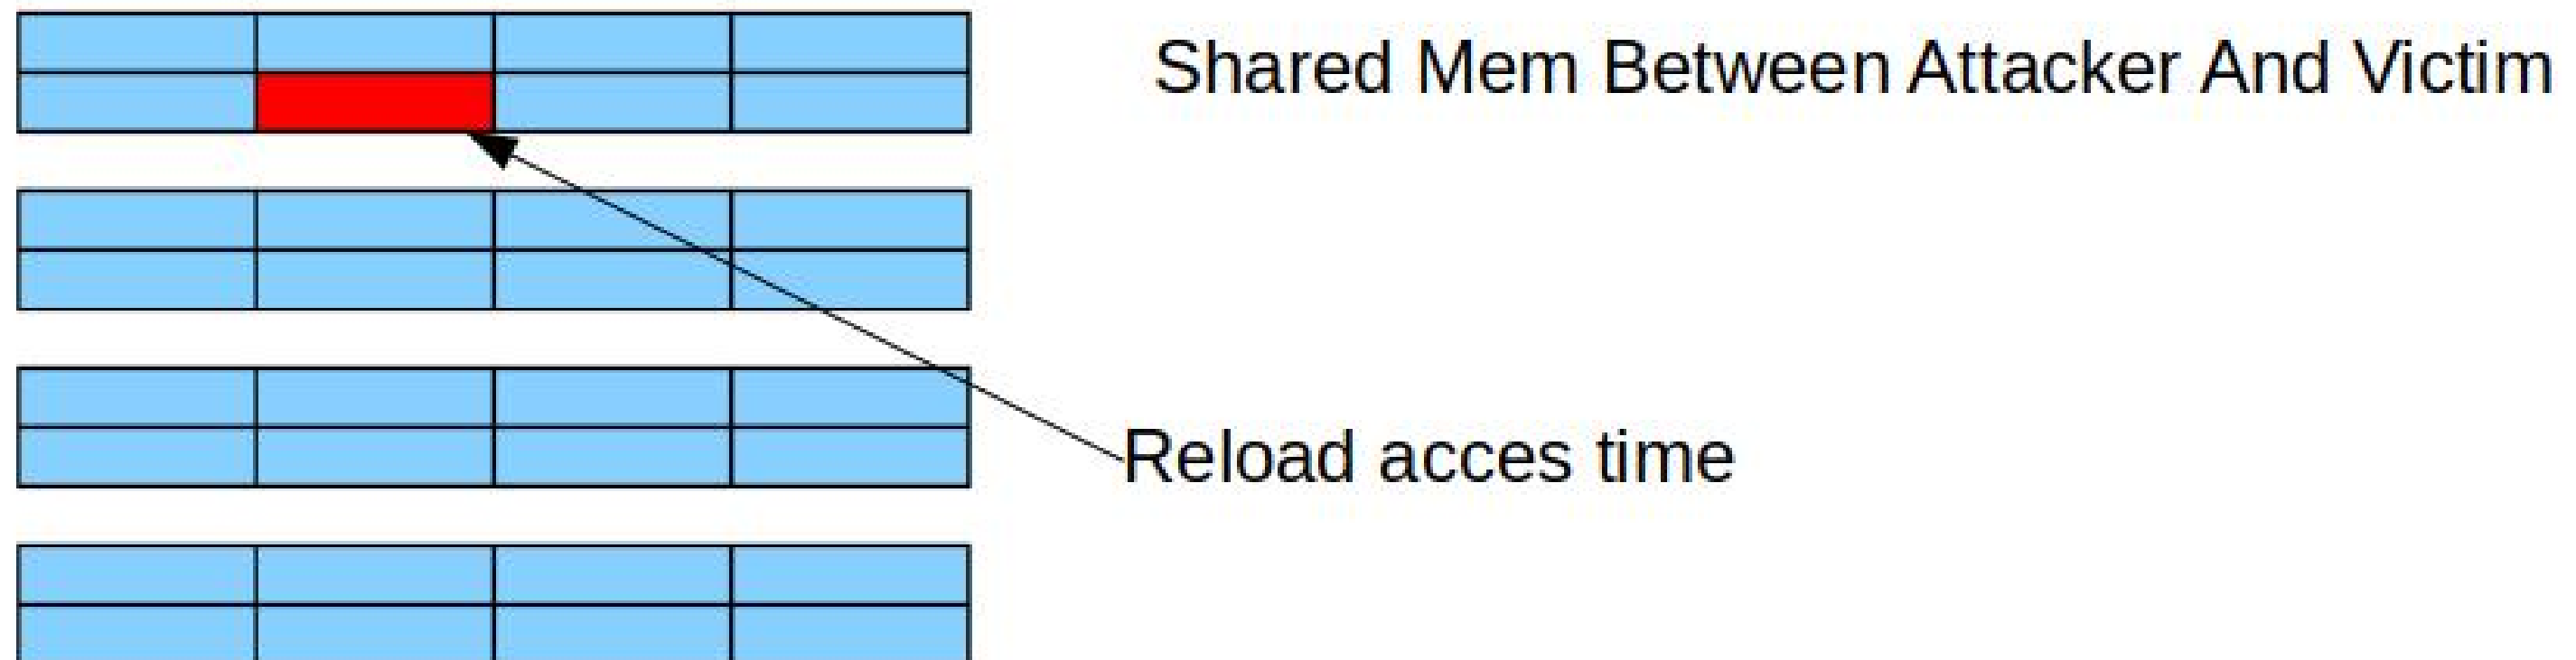 Shared Mem Between Attacker And Victim
Reload acces time